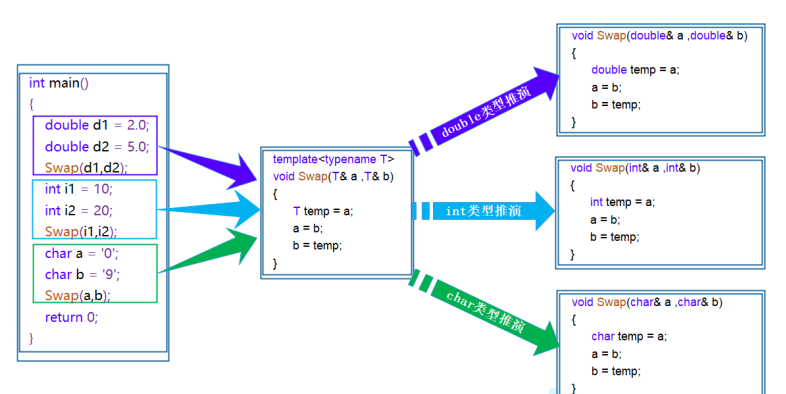 int main()
{
double d1 = 2.0;
double d2 = 5.0;
Swap(d1,d2);
int i1 = 10;
int i2 = 20;
Swap(i1,i2);
char a = '0';
char b = '9';
Swap(a,b);
return 0;
}
template<typename T>
void Swap(T& a ,T& b)
{
T temp = a;
a = b;
b = temp;
}
double类型推演
int类型推演
char类型推演
void Swap(double& a ,double& b)
{
double temp = a;
a = b;
b = temp;
}
void Swap(int& a ,int& b)
{
int temp = a;
a = b;
b = temp;
}
void Swap(char& a ,char& b)
{
char temp = a;
a = b;
b = temp;
}